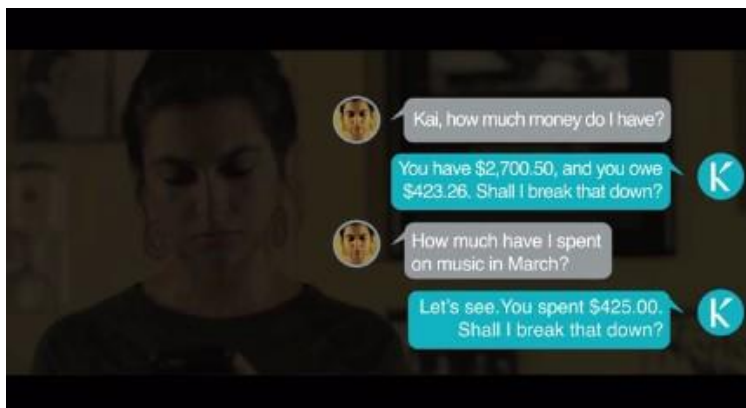 Kai, how much money do I have?
You have $2,700.50, and you owe
$423.26. Shall I break that down?
K
How much have I spent
on music in March?
Let's see.You spent $425.00.
Shall I break that down?
K